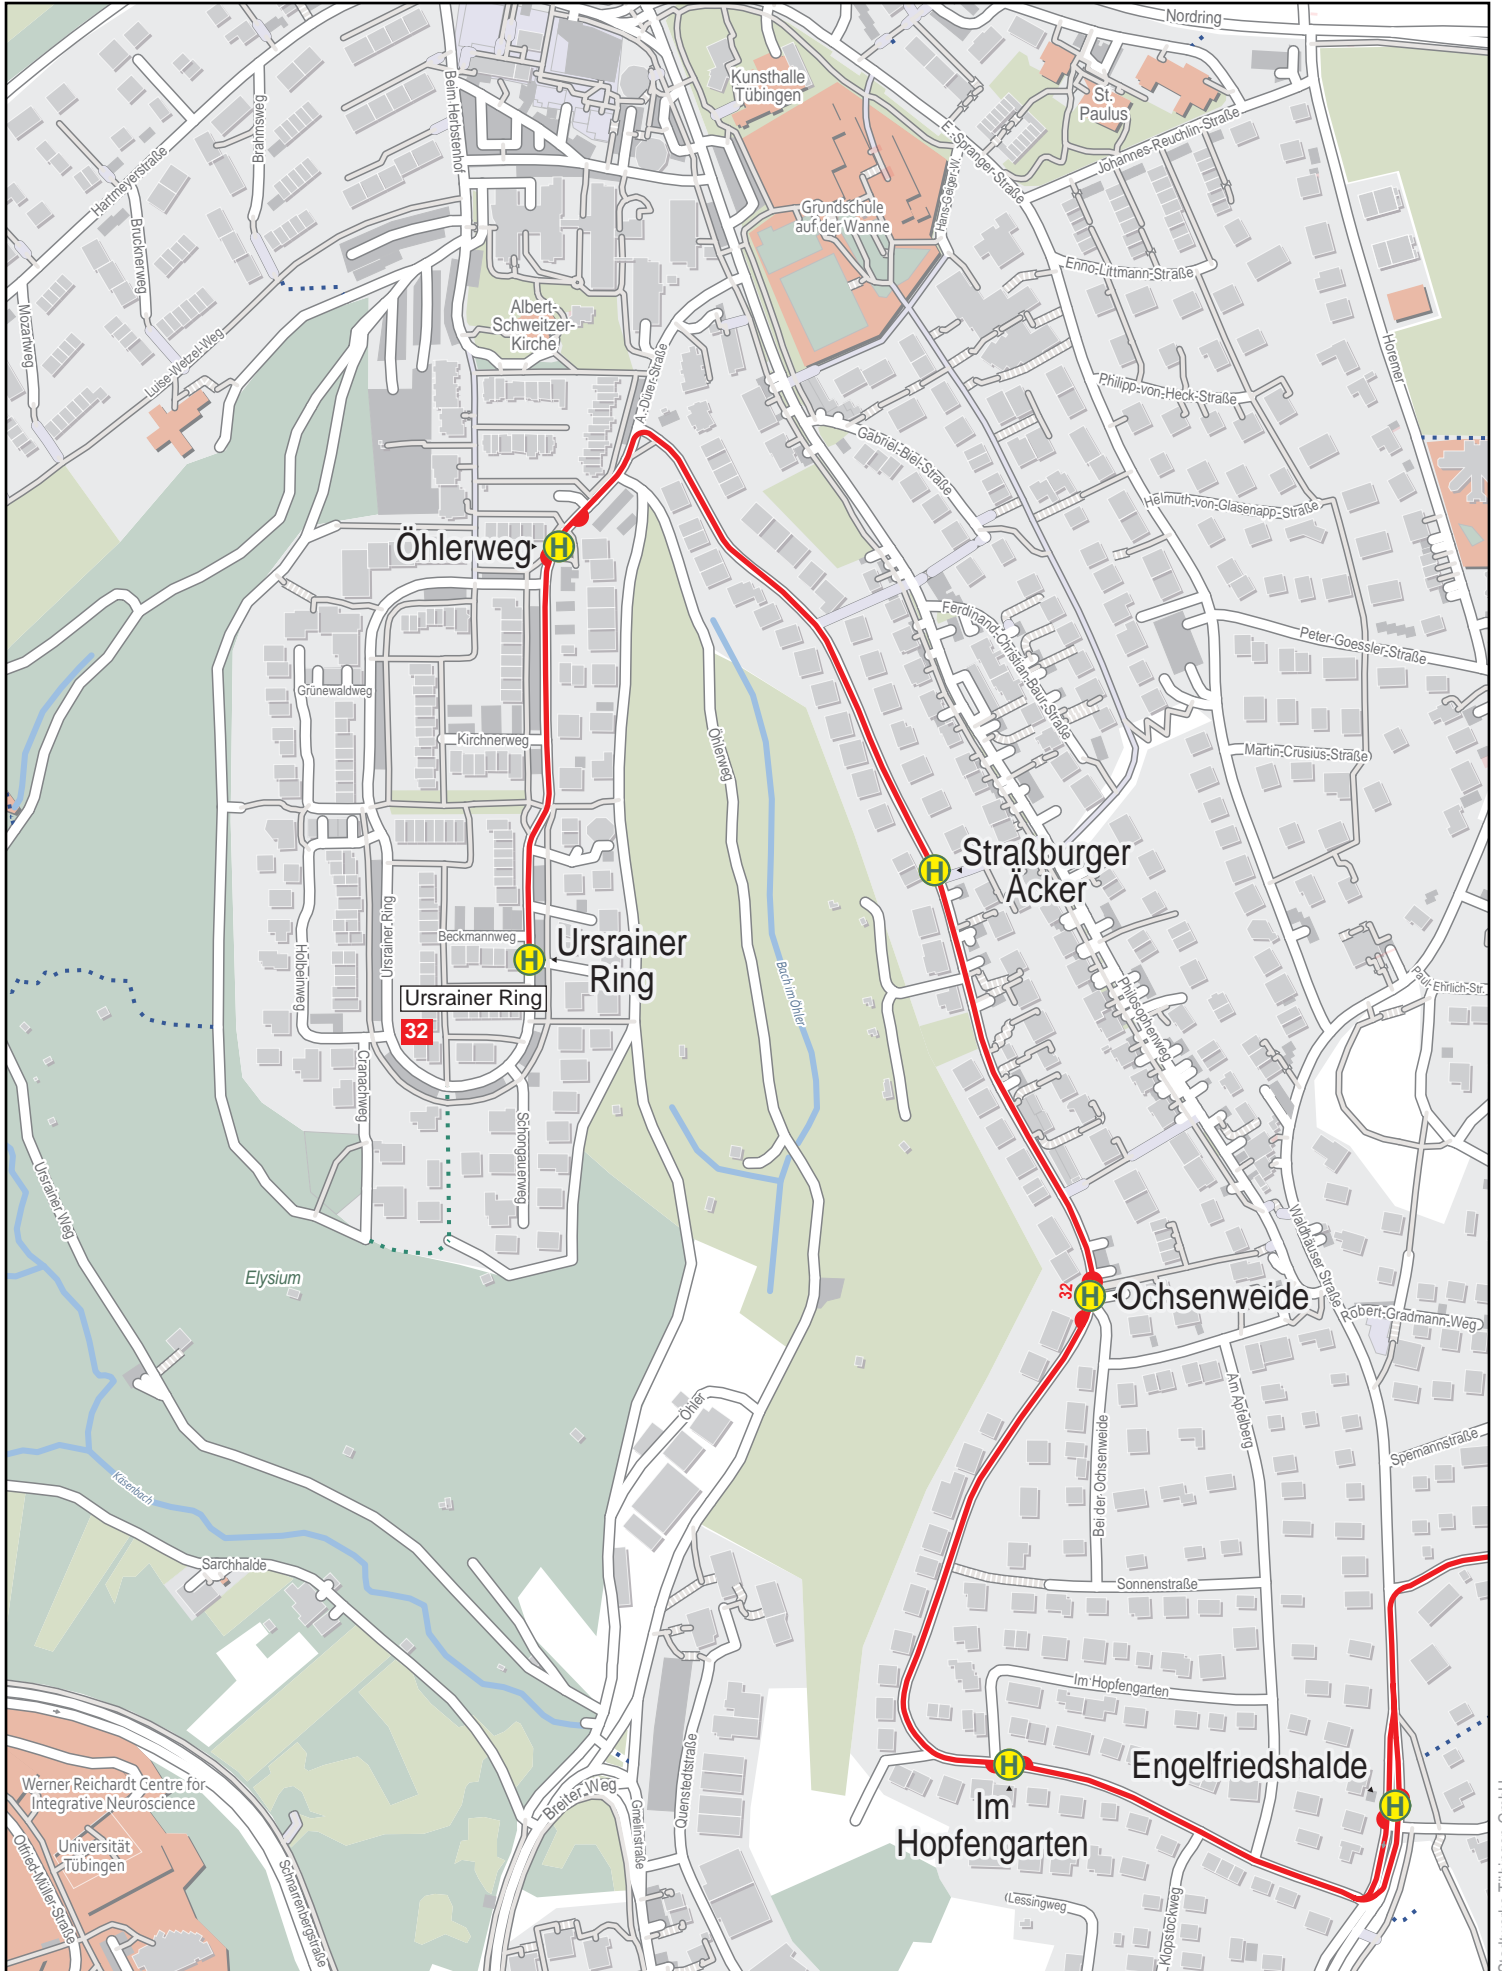 Nordring
Kunsthalle
Tübingen
St.
Paulus
Beim Herbstenhof
Brahmsweg
Hartmeyerstraße
Brucknerweg
Mozartweg
Luise-Wetzel-Weg
E.-Spranger-Straße
Johannes-Reuchlin-Straße
Hans-Geiger-W.
Grundschule
auf der Wanne
Enno-Littmann-Straße
Albert-
Schweitzer-
Kirche
A.-Dürer-Straße
Horemer
Philipp-von-Heck-Straße
Gabriel-Biel-Straße
Helmuth-von-Glasenapp-Straße
Öhlerweg
H
Ferdinand-Christian-Baur-Straße
Peter-Goessler-Straße
Grünewaldweg
Kirchnerweg
Öhlerweg
Martin-Crusius-Straße
Straßburger
Äcker
H
Ursrainer Ring
Holbeinweg
Beckmannweg
H
Ursrainer
Ring
Ursrainer Ring
32
Bach im Öhler
Philosophenweg
Paul-Ehrlich-Str.
Cranachweg
Schongauerweg
Ursrainer Weg
Elysium
Waldhäuser Straße
32
H
Ochsenweide
Robert-Gradmann-Weg
Am Apfelberg
Öhler
Bei der Ochsenweide
Spemannstraße
Käsenbach
Sarchhalde
Sonnenstraße
Im Hopfengarten
Quenstedtstraße
Engelfriedshalde
H
H
Im
Hopfengarten
Werner Reichardt Centre for
Integrative Neuroscience
Universität
Tübingen
Otfried-Müller-Straße
Schnarrenbergstraße
Breiter Weg
Gmelinstraße
Lessingweg
Klopstockweg